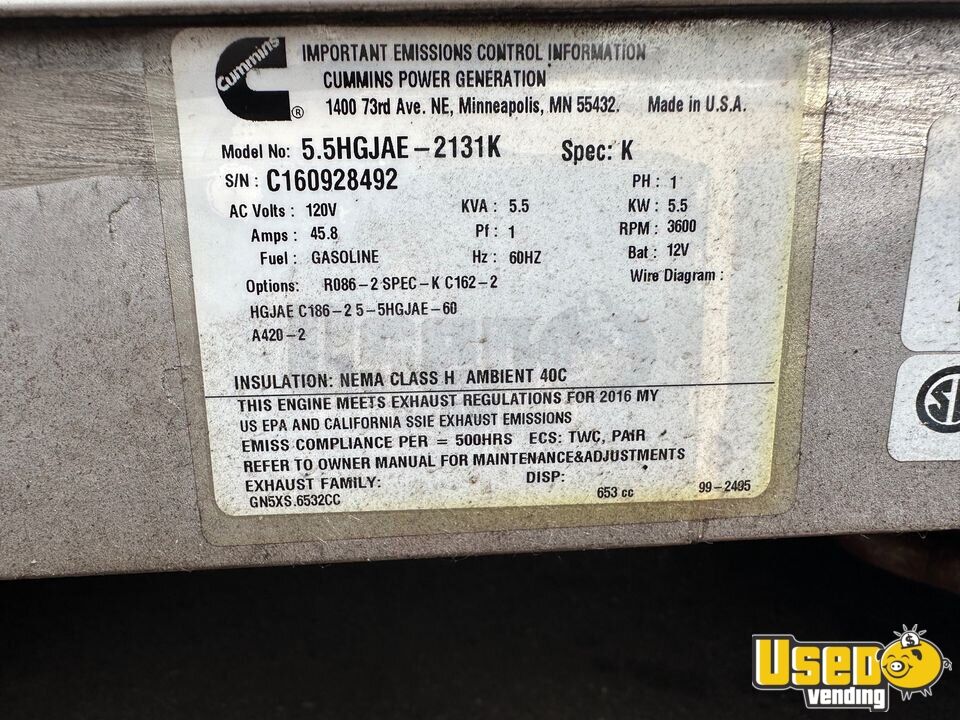 Cummins
®
IMPORTANT EMISSIONS CONTROL INFORMATION
CUMMINS POWER GENERATION
1400 73rd Ave. NE, Minneapolis, MN 55432. Made in U.S.A.
Model No: 5.5HGJAE-2131K Spec: K
S/N : C160928492 PH : 1
AC Volts : 120V KVA : 5.5 KW : 5.5
Amps : 45.8 Pf : 1 RPM : 3600
Fuel : GASOLINE Hz : 60HZ Bat : 12V
Options: R086-2 SPEC-K C162-2 Wire Diagram :
HGJAE C186-2 5-5HGJAE-60
A420-2
INSULATION: NEMA CLASS H AMBIENT 40C
THIS ENGINE MEETS EXHAUST REGULATIONS FOR 2016 MY
US EPA AND CALIFORNIA SSIE EXHAUST EMISSIONS
EMISS COMPLIANCE PER = 500HRS ECS: TWC, PAIR
REFER TO OWNER MANUAL FOR MAINTENANCE&ADJUSTMENTS
EXHAUST FAMILY: DISP:
GN5XS.6532CC 653 cc 99-2495
USED
vending